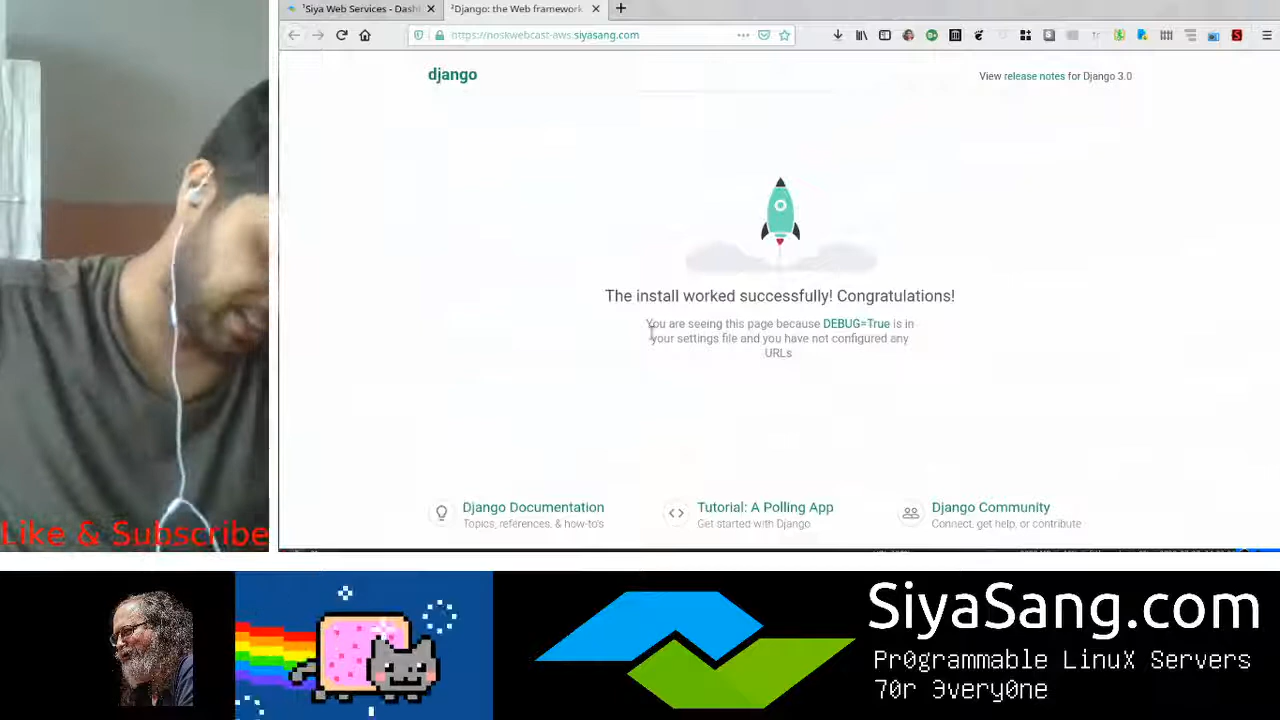 ¹Siya Web Services - Dash
²Django: the Web framework
https://noskwebcast-aws.siyasang.com
django
View release notes for Django 3.0
The install worked successfully! Congratulations!
You are seeing this page because DEBUG=True is in
your settings file and you have not configured any
URLs
Django Documentation
Topics, references, & how-to's
Tutorial: A Polling App
Get started with Django
Django Community
Connect, get help, or contribute
Like & Subscribe
SiyaSang.com
Pr0grammable LinuX Servers
70r 3very0ne